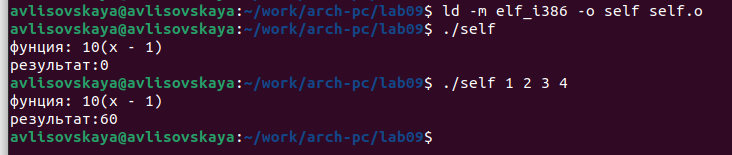 avlisovskaya@avlisovskaya:~/work/arch-pc/lab09$ ld -m elf_i386 -o self self.o
avlisovskaya@avlisovskaya:~/work/arch-pc/lab09$ ./self
фунция: 10(x - 1)
результат:0
avlisovskaya@avlisovskaya:~/work/arch-pc/lab09$ ./self 1 2 3 4
фунция: 10(x - 1)
результат:60
avlisovskaya@avlisovskaya:~/work/arch-pc/lab09$